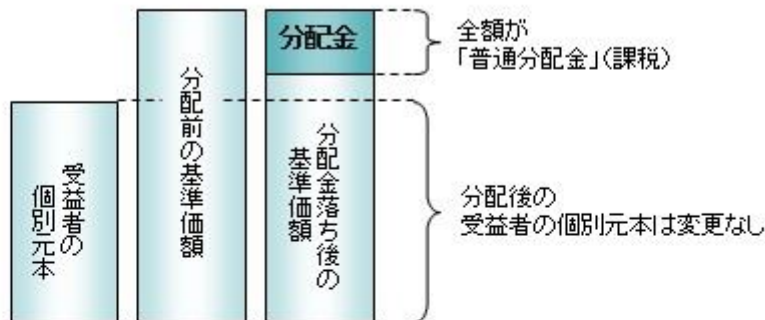 受益者の
個別元本
分配前の基準価額
分配金
分配金落ち後の
基準価額
全額が
「普通分配金」(課税)
分配後の
受益者の個別元本は変更なし